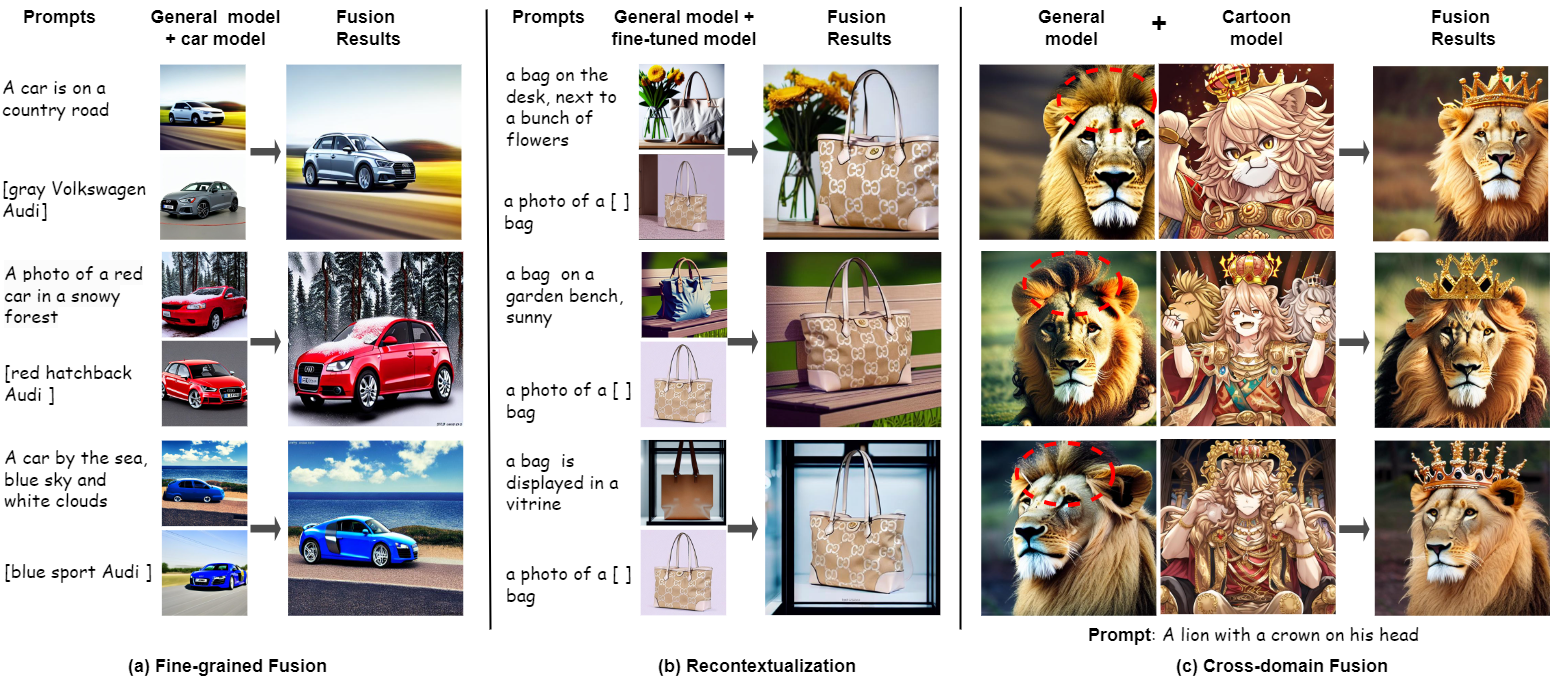 Prompts
General model
+ car model
Fusion
Results
A car is on a
country road
[gray Volkswagen
Audi]
A photo of a red
car in a snowy
forest
[red hatchback
Audi ]
A car by the sea,
blue sky and
white clouds
[blue sport Audi ]
(a) Fine-grained Fusion
Prompts
General model +
fine-tuned model
Fusion
Results
a bag on the
desk, next to
a bunch of
flowers
a photo of a [ ]
bag
a bag on a
garden bench,
sunny
a photo of a [ ]
bag
a bag is
displayed in a
vitrine
a photo of a [ ]
bag
(b) Recontextualization
General
model
+
Cartoon
model
Fusion
Results
Prompt: A lion with a crown on his head
(c) Cross-domain Fusion